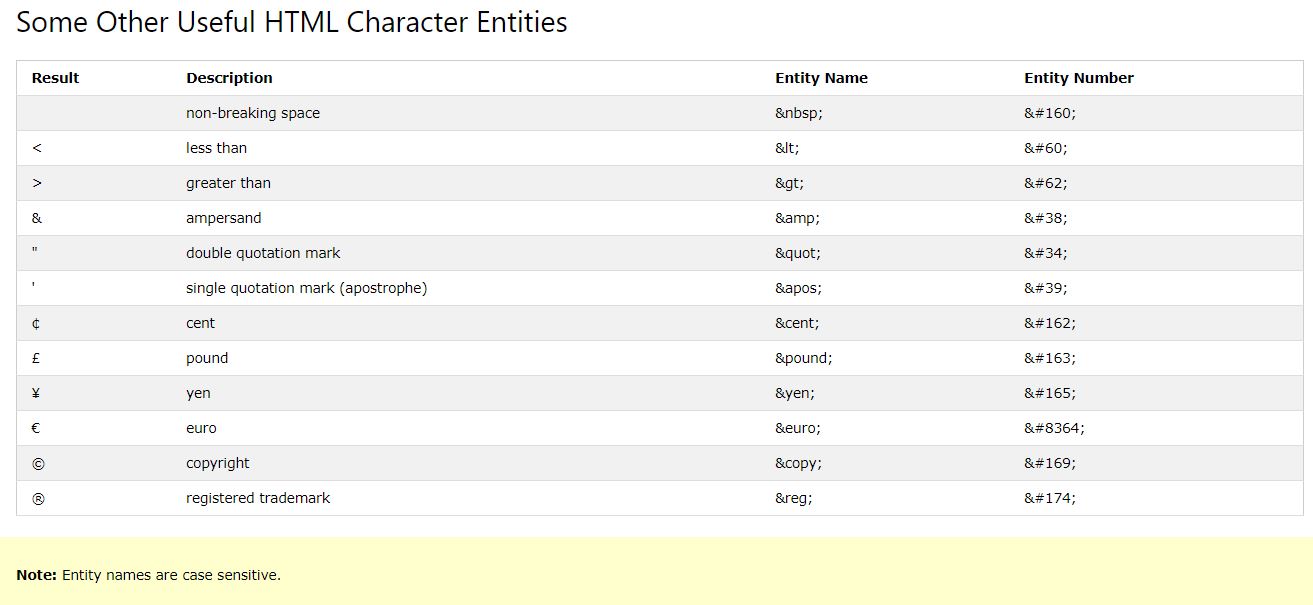 Some Other Useful HTML Character Entities
Result Description Entity Name Entity Number
non-breaking space &nbsp; &#160;
< less than &lt; &#60;
> greater than &gt; &#62;
& ampersand &amp; &#38;
" double quotation mark &quot; &#34;
' single quotation mark (apostrophe) &apos; &#39;
¢ cent &cent; &#162;
£ pound &pound; &#163;
¥ yen &yen; &#165;
€ euro &euro; &#8364;
© copyright &copy; &#169;
® registered trademark &reg; &#174;
Note: Entity names are case sensitive.